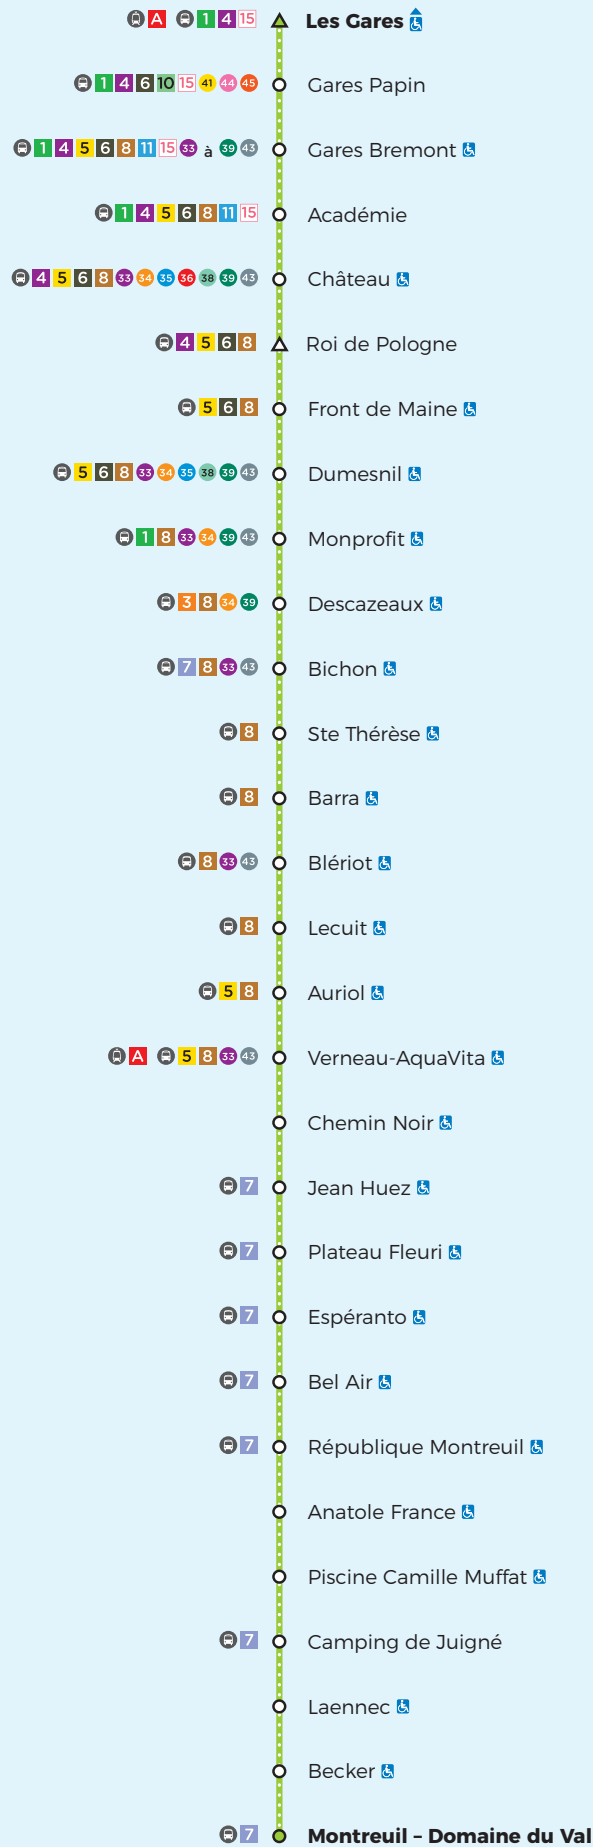 A 1 4 15 Les Gares
1 4 6 10 15 41 44 45 Gares Papin
1 4 5 6 8 11 15 33 à 39 43 Gares Bremont
1 4 5 6 8 11 15 Académie
4 5 6 8 33 34 35 36 38 39 43 Château
4 5 6 8 Roi de Pologne
5 6 8 Front de Maine
5 6 8 33 34 35 38 39 43 Dumesnil
1 8 33 34 39 43 Monprofit
3 8 34 39 Descazeaux
7 8 33 43 Bichon
8 Ste Thérèse
8 Barra
8 33 43 Blériot
8 Lecuit
5 8 Auriol
A 5 8 33 43 Verneau-AquaVita
Chemin Noir
7 Jean Huez
7 Plateau Fleuri
7 Espéranto
7 Bel Air
7 République Montreuil
Anatole France
Piscine Camille Muffat
7 Camping de Juigné
Laennec
Becker
7 Montreuil – Domaine du Val